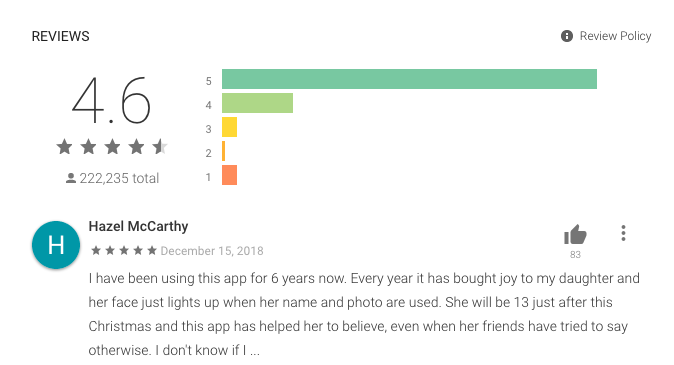 REVIEWS
Review Policy
4.6
5
4
3
2
1
222,235 total
H
Hazel McCarthy
December 15, 2018
83
I have been using this app for 6 years now. Every year it has bought joy to my daughter and
her face just lights up when her name and photo are used. She will be 13 just after this
Christmas and this app has helped her to believe, even when her friends have tried to say
otherwise. I don't know if I ...